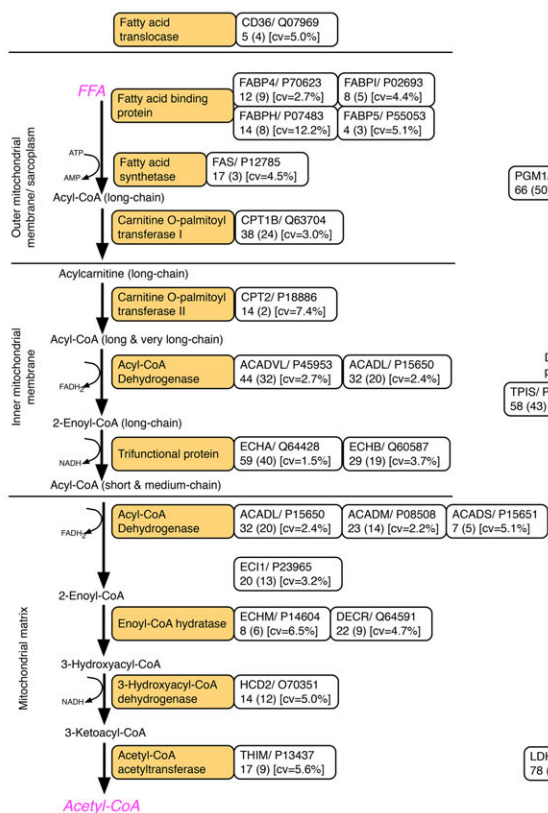 Fatty acid
translocase
CD36/ Q07969
5 (4) [cv=5.0%]
FFA
Fatty acid binding
protein
FABP4/ P70623
12 (9) [cv=2.7%]
FABPI/ P02693
8 (5) [cv=4.4%]
FABPH/ P07483
14 (8) [cv=12.2%]
FABP5/ P55053
4 (3) [cv=5.1%]
Outer mitochondrial
membrane/ sarcoplasm
ATP
AMP
Fatty acid
synthetase
FAS/ P12785
17 (3) [cv=4.5%]
PGM1/
66 (50)
Acyl-CoA (long-chain)
Carnitine O-palmitoyl
transferase I
CPT1B/ Q63704
38 (24) [cv=3.0%]
Acylcarnitine (long-chain)
Carnitine O-palmitoyl
transferase II
CPT2/ P18886
14 (2) [cv=7.4%]
Inner mitochondrial
membrane
Acyl-CoA (long & very long-chain)
FADH2
Acyl-CoA
Dehydrogenase
ACADVL/ P45953
44 (32) [cv=2.7%]
ACADL/ P15650
32 (20) [cv=2.4%]
D
p
TPIS/ P
58 (43)
2-Enoyl-CoA (long-chain)
NADH
Trifunctional protein
ECHA/ Q64428
59 (40) [cv=1.5%]
ECHB/ Q60587
29 (19) [cv=3.7%]
Acyl-CoA (short & medium-chain)
Mitochondrial matrix
FADH2
Acyl-CoA
Dehydrogenase
ACADL/ P15650
32 (20) [cv=2.4%]
ACADM/ P08508
23 (14) [cv=2.2%]
ACADS/ P15651
7 (5) [cv=5.1%]
ECI1/ P23965
20 (13) [cv=3.2%]
2-Enoyl-CoA
Enoyl-CoA hydratase
ECHM/ P14604
8 (6) [cv=6.5%]
DECR/ Q64591
22 (9) [cv=4.7%]
3-Hydroxyacyl-CoA
NADH
3-Hydroxyacyl-CoA
dehydrogenase
HCD2/ O70351
14 (12) [cv=5.0%]
3-Ketoacyl-CoA
Acetyl-CoA
acetyltransferase
THIM/ P13437
17 (9) [cv=5.6%]
LDH
78 (
Acetyl-CoA